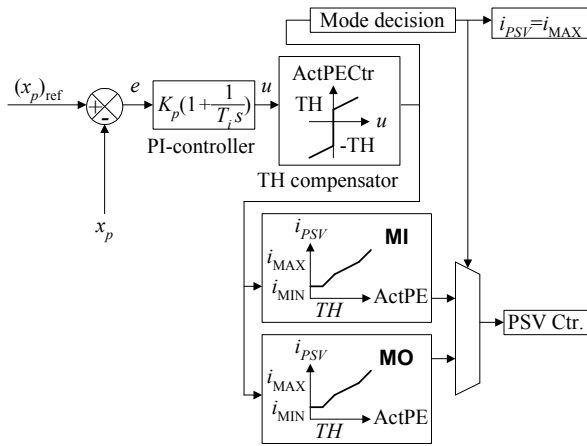 Mode decision
i_PSV=i_MAX
(x_p)_ref
e
K_p(1+1/T_i s)
u
ActPECtr
TH
u
-TH
+
-
PI-controller
TH compensator
x_p
i_PSV
MI
i_MAX
i_MIN
TH
ActPE
PSV Ctr.
i_PSV
MO
i_MAX
i_MIN
TH
ActPE